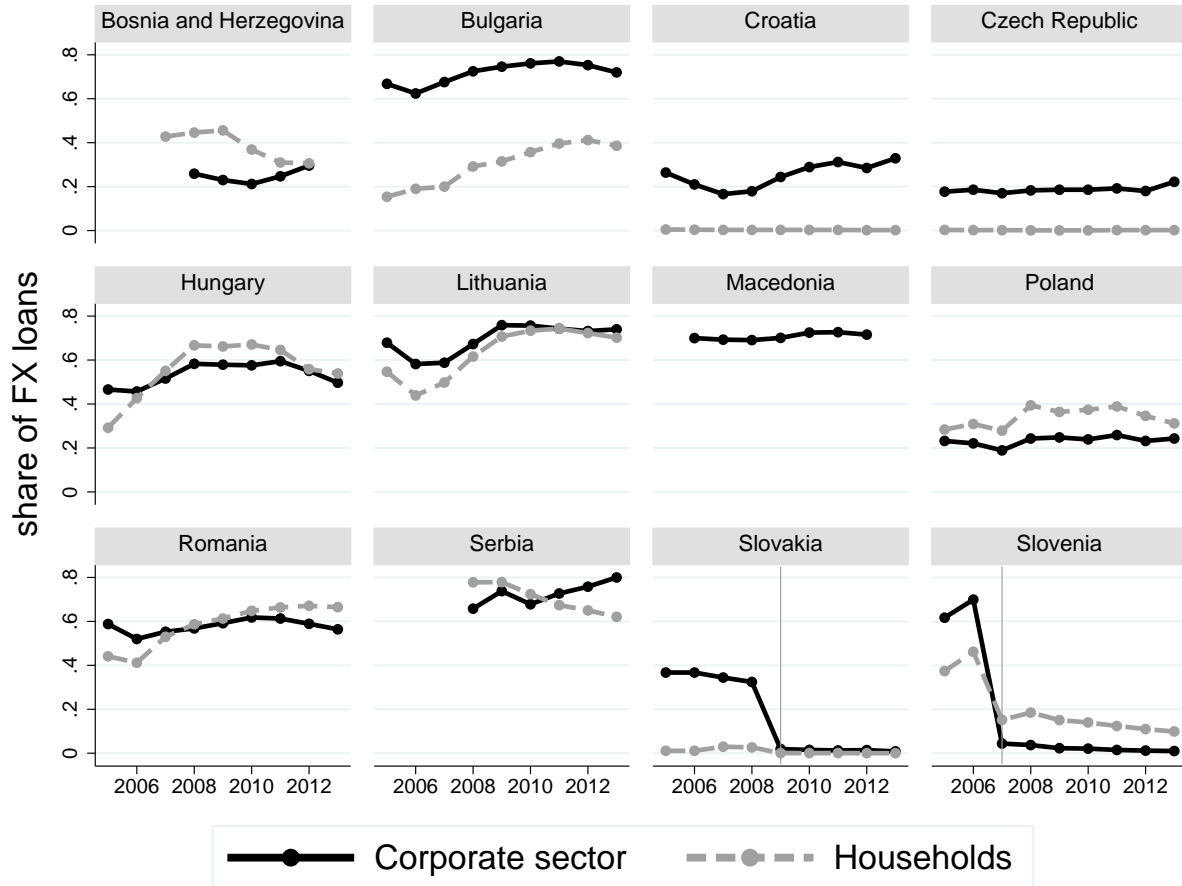 Bosnia and Herzegovina Bulgaria Croatia Czech Republic
.8
.6
.4
.2
0
Hungary Lithuania Macedonia Poland
.8
.6
.4
.2
0
share of FX loans
Romania Serbia Slovakia Slovenia
.8
.6
.4
.2
0
2006 2008 2010 2012 2006 2008 2010 2012 2006 2008 2010 2012 2006 2008 2010 2012
Corporate sector Households